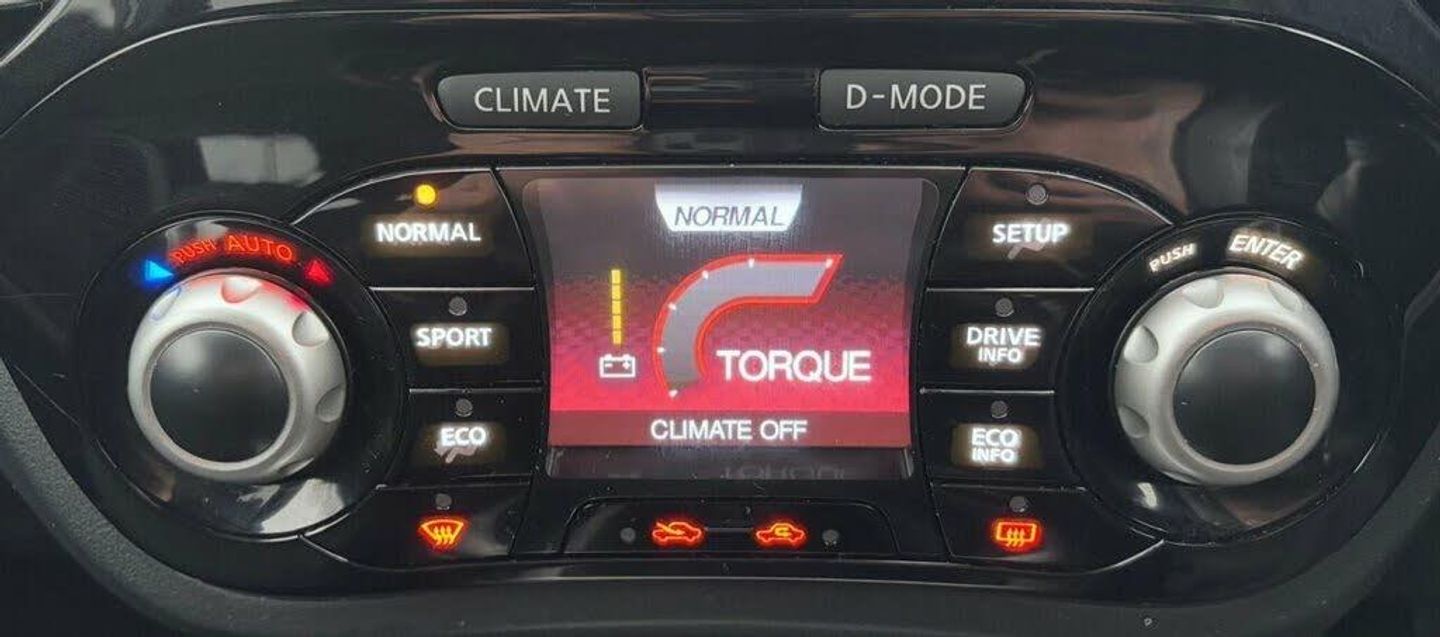 CLIMATE
D-MODE
NORMAL
NORMAL
SETUP
PUSH AUTO
PUSH ENTER
SPORT
DRIVE
INFO
TORQUE
ECO
CLIMATE OFF
ECO
INFO